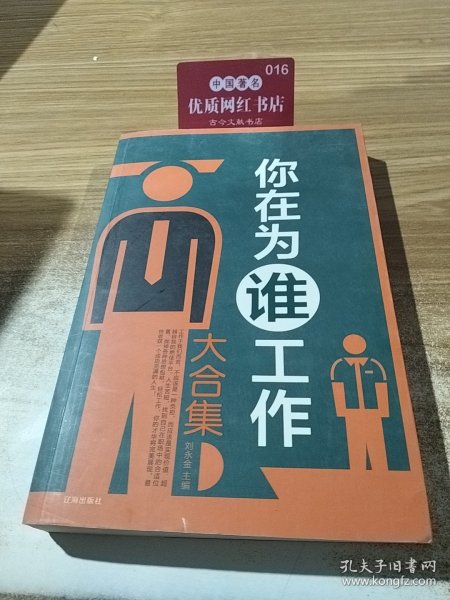 016
中国著名
优质网红书店
古今文献书店
你在为谁工作
大合集
刘永金 主编
辽海出版社
孔夫子旧书网
www.kongfz.com